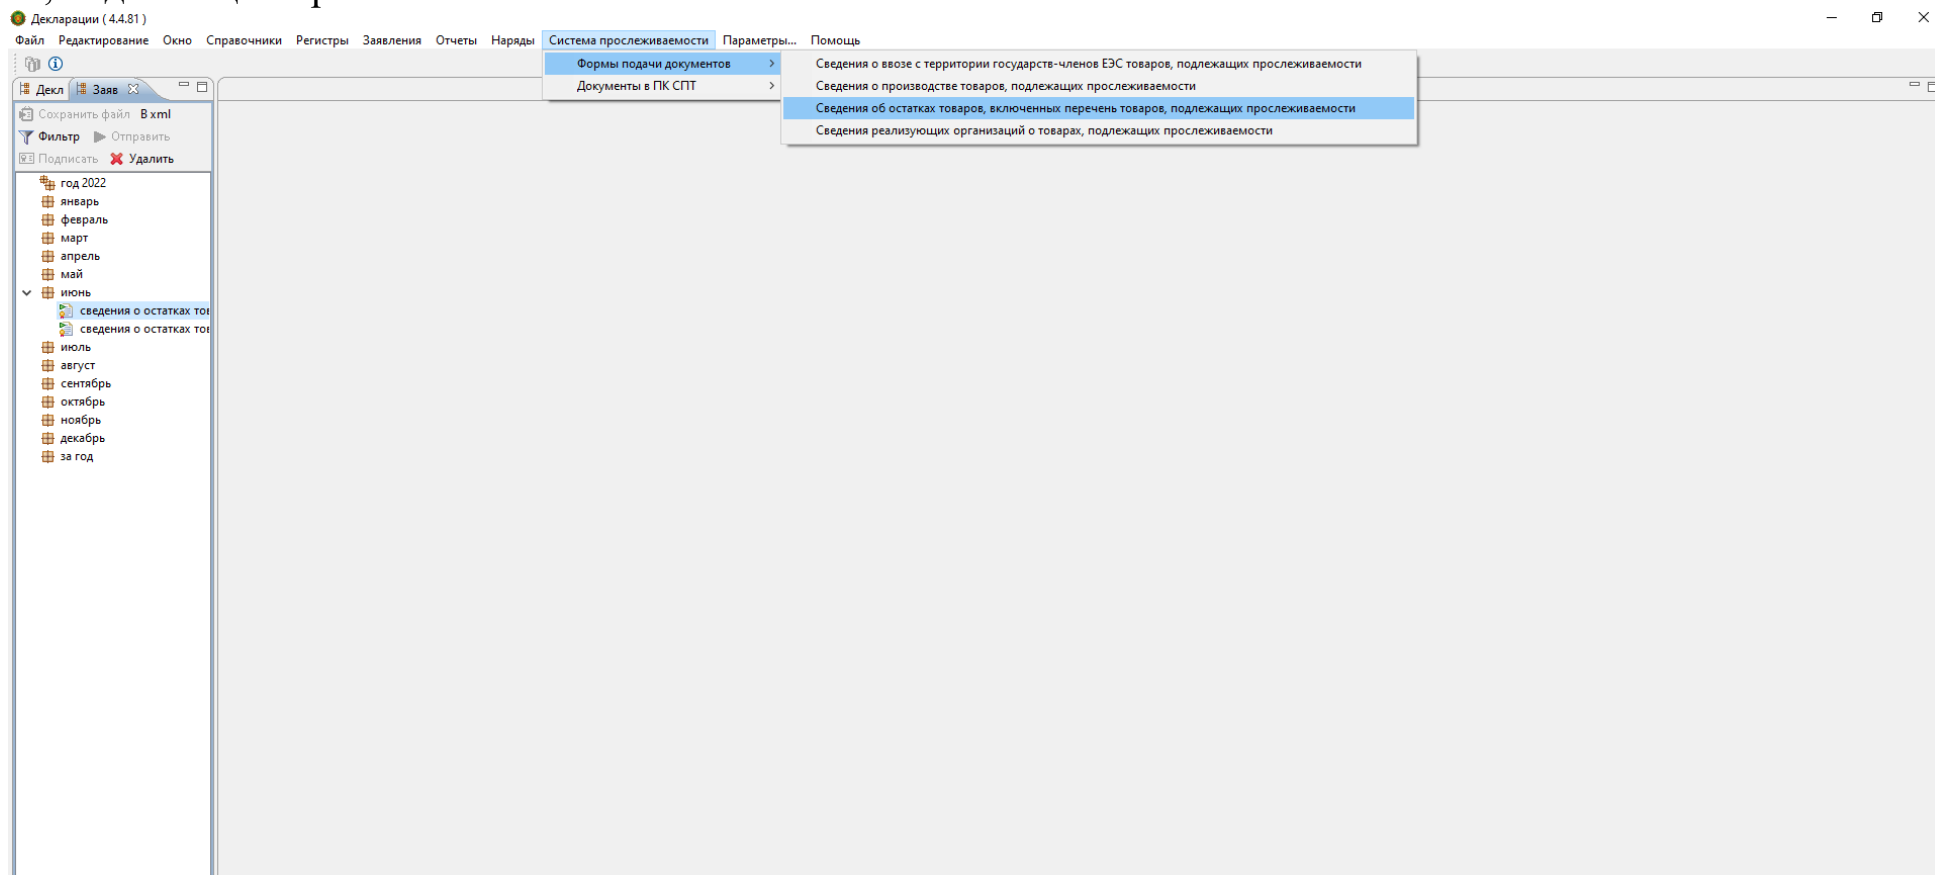 Декларации ( 4.4.81 )
Файл Редактирование Окно Справочники Регистры Заявления Отчеты Наряды Система прослеживаемости Параметры... Помощь
Формы подачи документов
Документы в ПК СПТ
Сведения о ввозе с территории государств-членов ЕЭС товаров, подлежащих прослеживаемости
Сведения о производстве товаров, подлежащих прослеживаемости
Сведения об остатках товаров, включенных перечень товаров, подлежащих прослеживаемости
Сведения реализующих организаций о товарах, подлежащих прослеживаемости
Декл Заяв
Сохранить файл В xml
Фильтр Отправить
Подписать Удалить
год 2022
январь
февраль
март
апрель
май
июнь
сведения о остатках тов
сведения о остатках тов
июль
август
сентябрь
октябрь
ноябрь
декабрь
за год